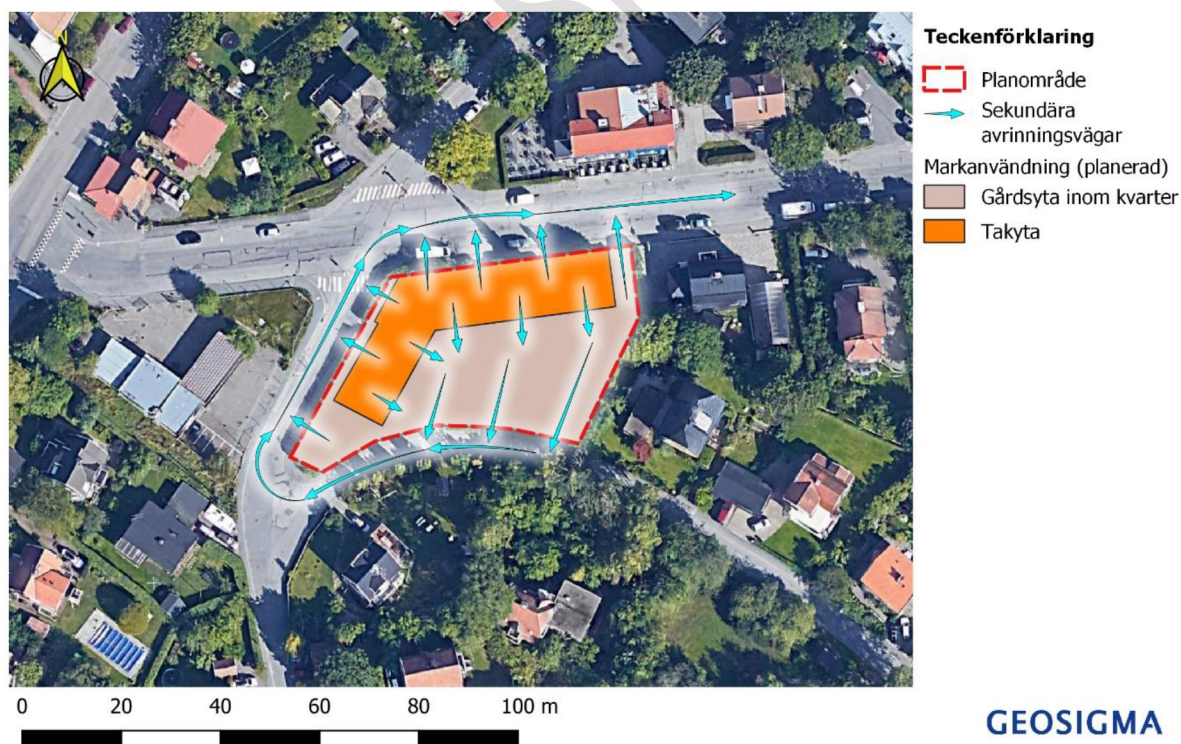 N
Teckenförklaring
Planområde
Sekundära
avrinningsvägar
Markanvändning (planerad)
Gårdsyta inom kvarter
Takyta
0 20 40 60 80 100 m
GEOSIGMA